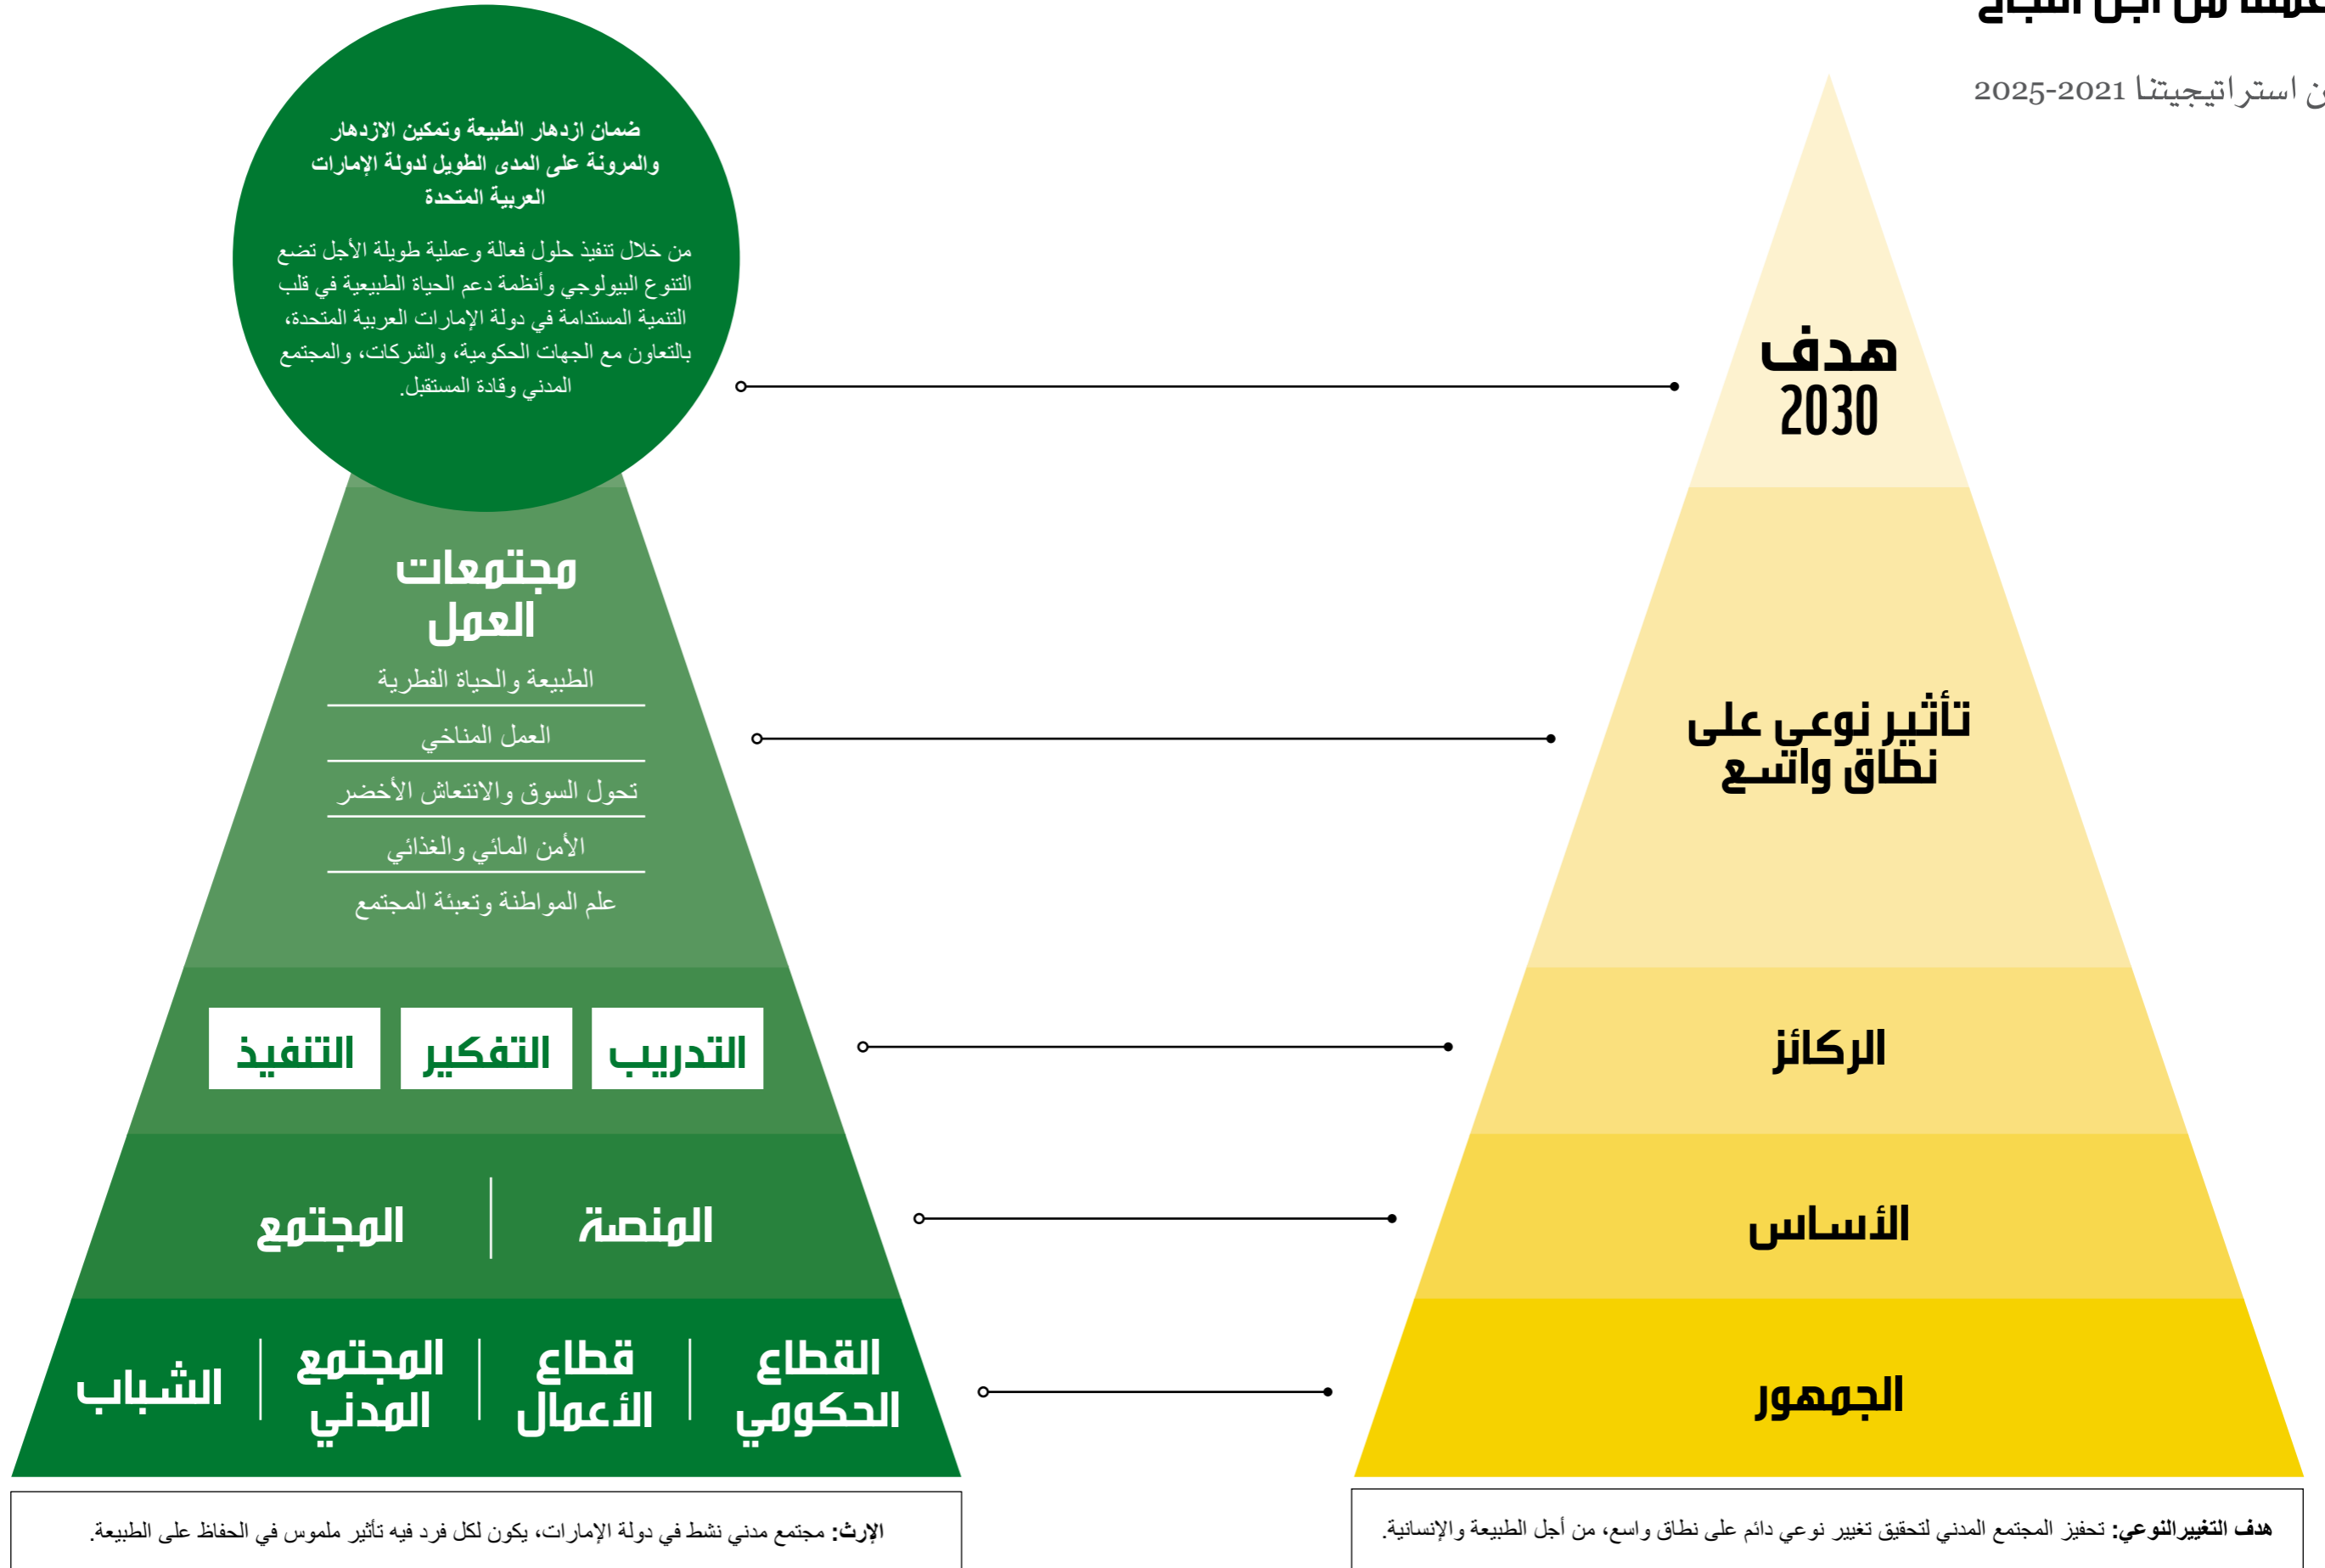 من أجل النجاح
استراتيجيتنا 2021-2025
هدف
2030
تأثير نوعي على
نطاق واسع
الركائز
الأساس
الجمهور
هدف التغييرالنوعي: تحفيز المجتمع المدني لتحقيق تغيير نوعي دائم على نطاق واسع، من أجل الطبيعة والإنسانية.
ضمان ازدهار الطبيعة وتمكين الازدهار
والمرونة على المدى الطويل لدولة الإمارات
العربية المتحدة
من خلال تنفيذ حلول فعالة وعملية طويلة الأجل تضع
التنوع البيولوجي وأنظمة دعم الحياة الطبيعية في قلب
التنمية المستدامة في دولة الإمارات العربية المتحدة،
بالتعاون مع الجهات الحكومية، والشركات، والمجتمع
المدني وقادة المستقبل.
مجتمعات
العمل
الطبيعة والحياة الفطرية
العمل المناخي
تحول السوق والانتعاش الأخضر
الأمن المائي والغذائي
علم المواطنة وتعبئة المجتمع
التدريب
التفكير
التنفيذ
المنصة
المجتمع
القطاع
الحكومي
قطاع
الأعمال
المجتمع
المدني
الشباب
الإرث: مجتمع مدني نشط في دولة الإمارات، يكون لكل فرد فيه تأثير ملموس في الحفاظ على الطبيعة.